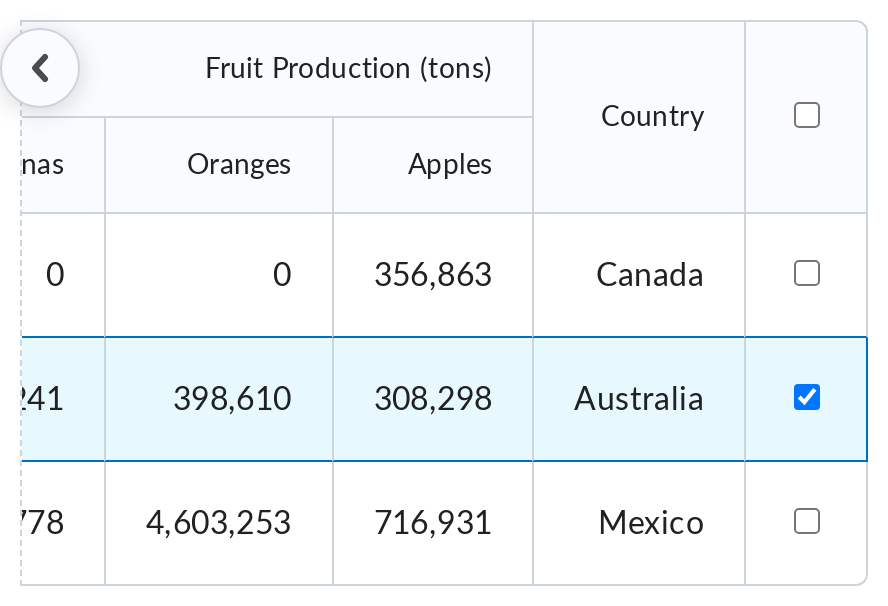 Fruit Production (tons)
Country
Oranges Apples
0 0 356,863 Canada
398,610 308,298 Australia
4,603,253 716,931 Mexico